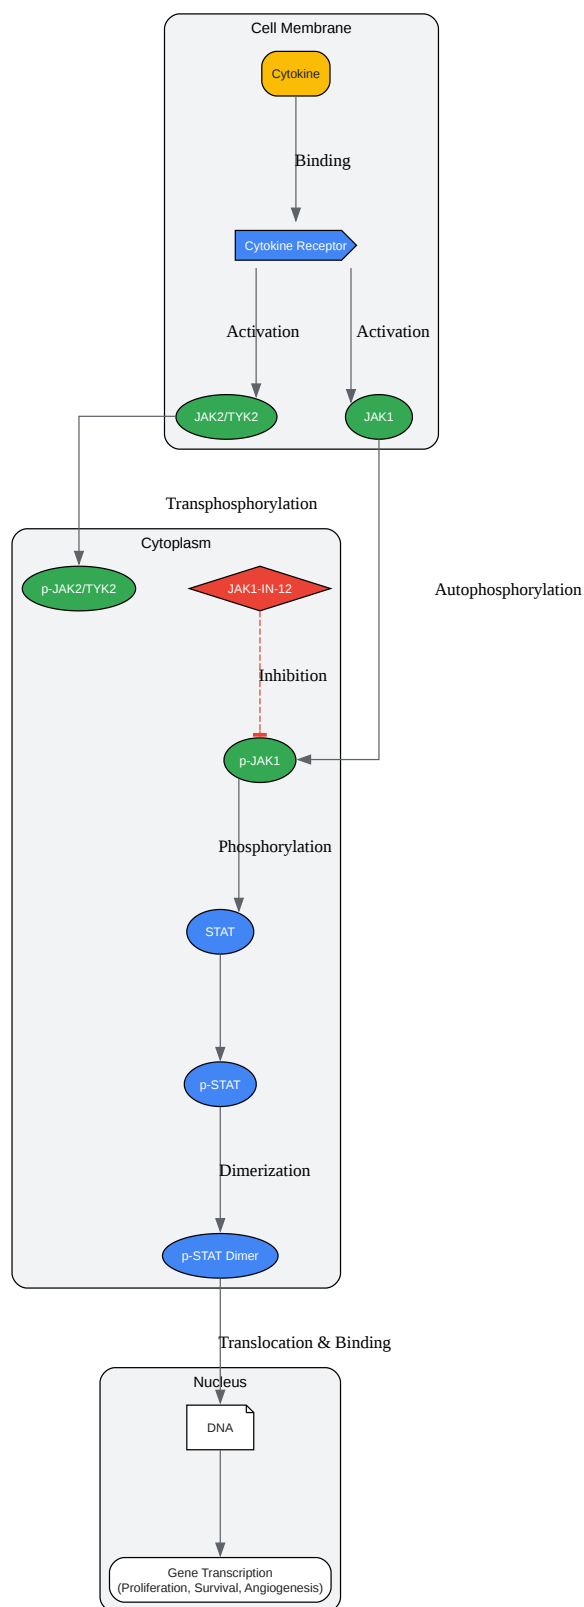 Cell Membrane
Cytokine
Binding
Cytokine Receptor
Activation
Activation
JAK2/TYK2
JAK1
Transphosphorylation
Cytoplasm
p-JAK2/TYK2
JAK1-IN-12
Autophosphorylation
Inhibition
p-JAK1
Phosphorylation
STAT
p-STAT
Dimerization
p-STAT Dimer
Translocation & Binding
Nucleus
DNA
Gene Transcription
(Proliferation, Survival, Angiogenesis)